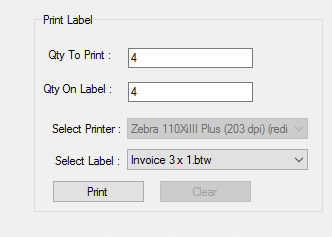 Print Label
Qty To Print : 4
Qty On Label : 4
Select Printer : Zebra 110XiIII Plus (203 dpi) (redi
Select Label : Invoice 3 x 1.btw
Print Clear